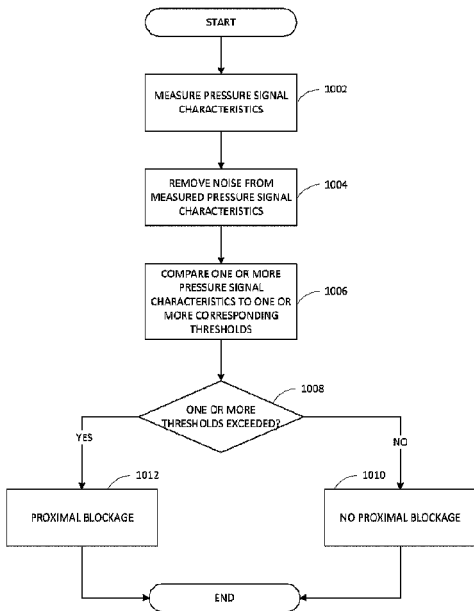 START
MEASURE PRESSURE SIGNAL
CHARACTERISTICS
1002
REMOVE NOISE FROM
MEASURED PRESSURE SIGNAL
CHARACTERISTICS
1004
COMPARE ONE OR MORE
PRESSURE SIGNAL
CHARACTERISTICS TO ONE OR
MORE CORRESPONDING
THRESHOLDS
1006
ONE OR MORE
THRESHOLDS EXCEEDED?
1008
YES
NO
1012
PROXIMAL BLOCKAGE
1010
NO PROXIMAL BLOCKAGE
END